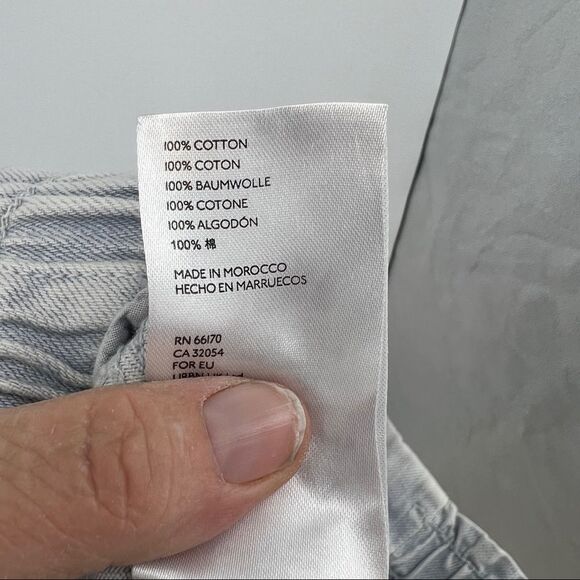 100% COTTON
100% COTON
100% BAUMWOLLE
100% COTONE
100% ALGODÓN
100% 棉
MADE IN MOROCCO
HECHO EN MARRUECOS
RN 66170
CA 32054
FOR EU